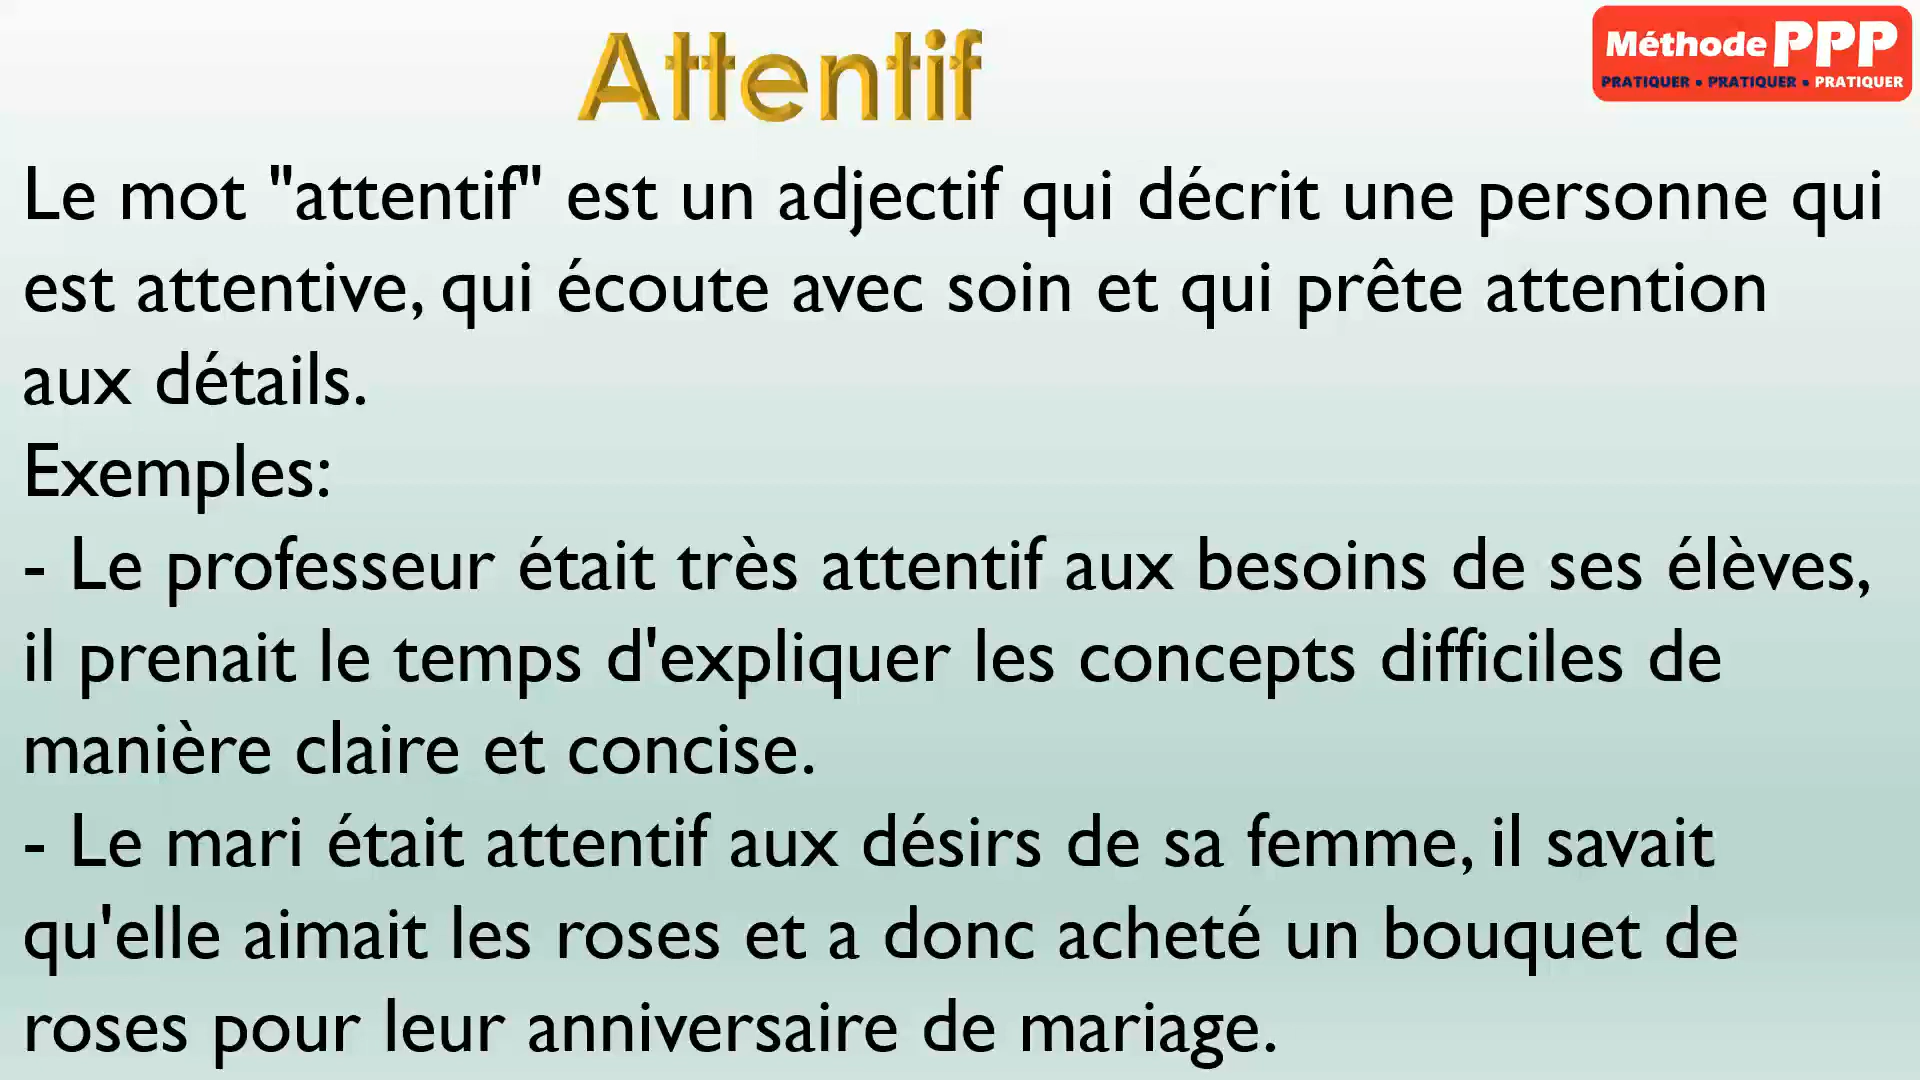 Attentif
Méthode PPP
PRATIQUER • PRATIQUER • PRATIQUER
Le mot "attentif" est un adjectif qui décrit une personne qui
est attentive, qui écoute avec soin et qui prête attention
aux détails.
Exemples:
- Le professeur était très attentif aux besoins de ses élèves,
il prenait le temps d'expliquer les concepts difficiles de
manière claire et concise.
- Le mari était attentif aux désirs de sa femme, il savait
qu'elle aimait les roses et a donc acheté un bouquet de
roses pour leur anniversaire de mariage.